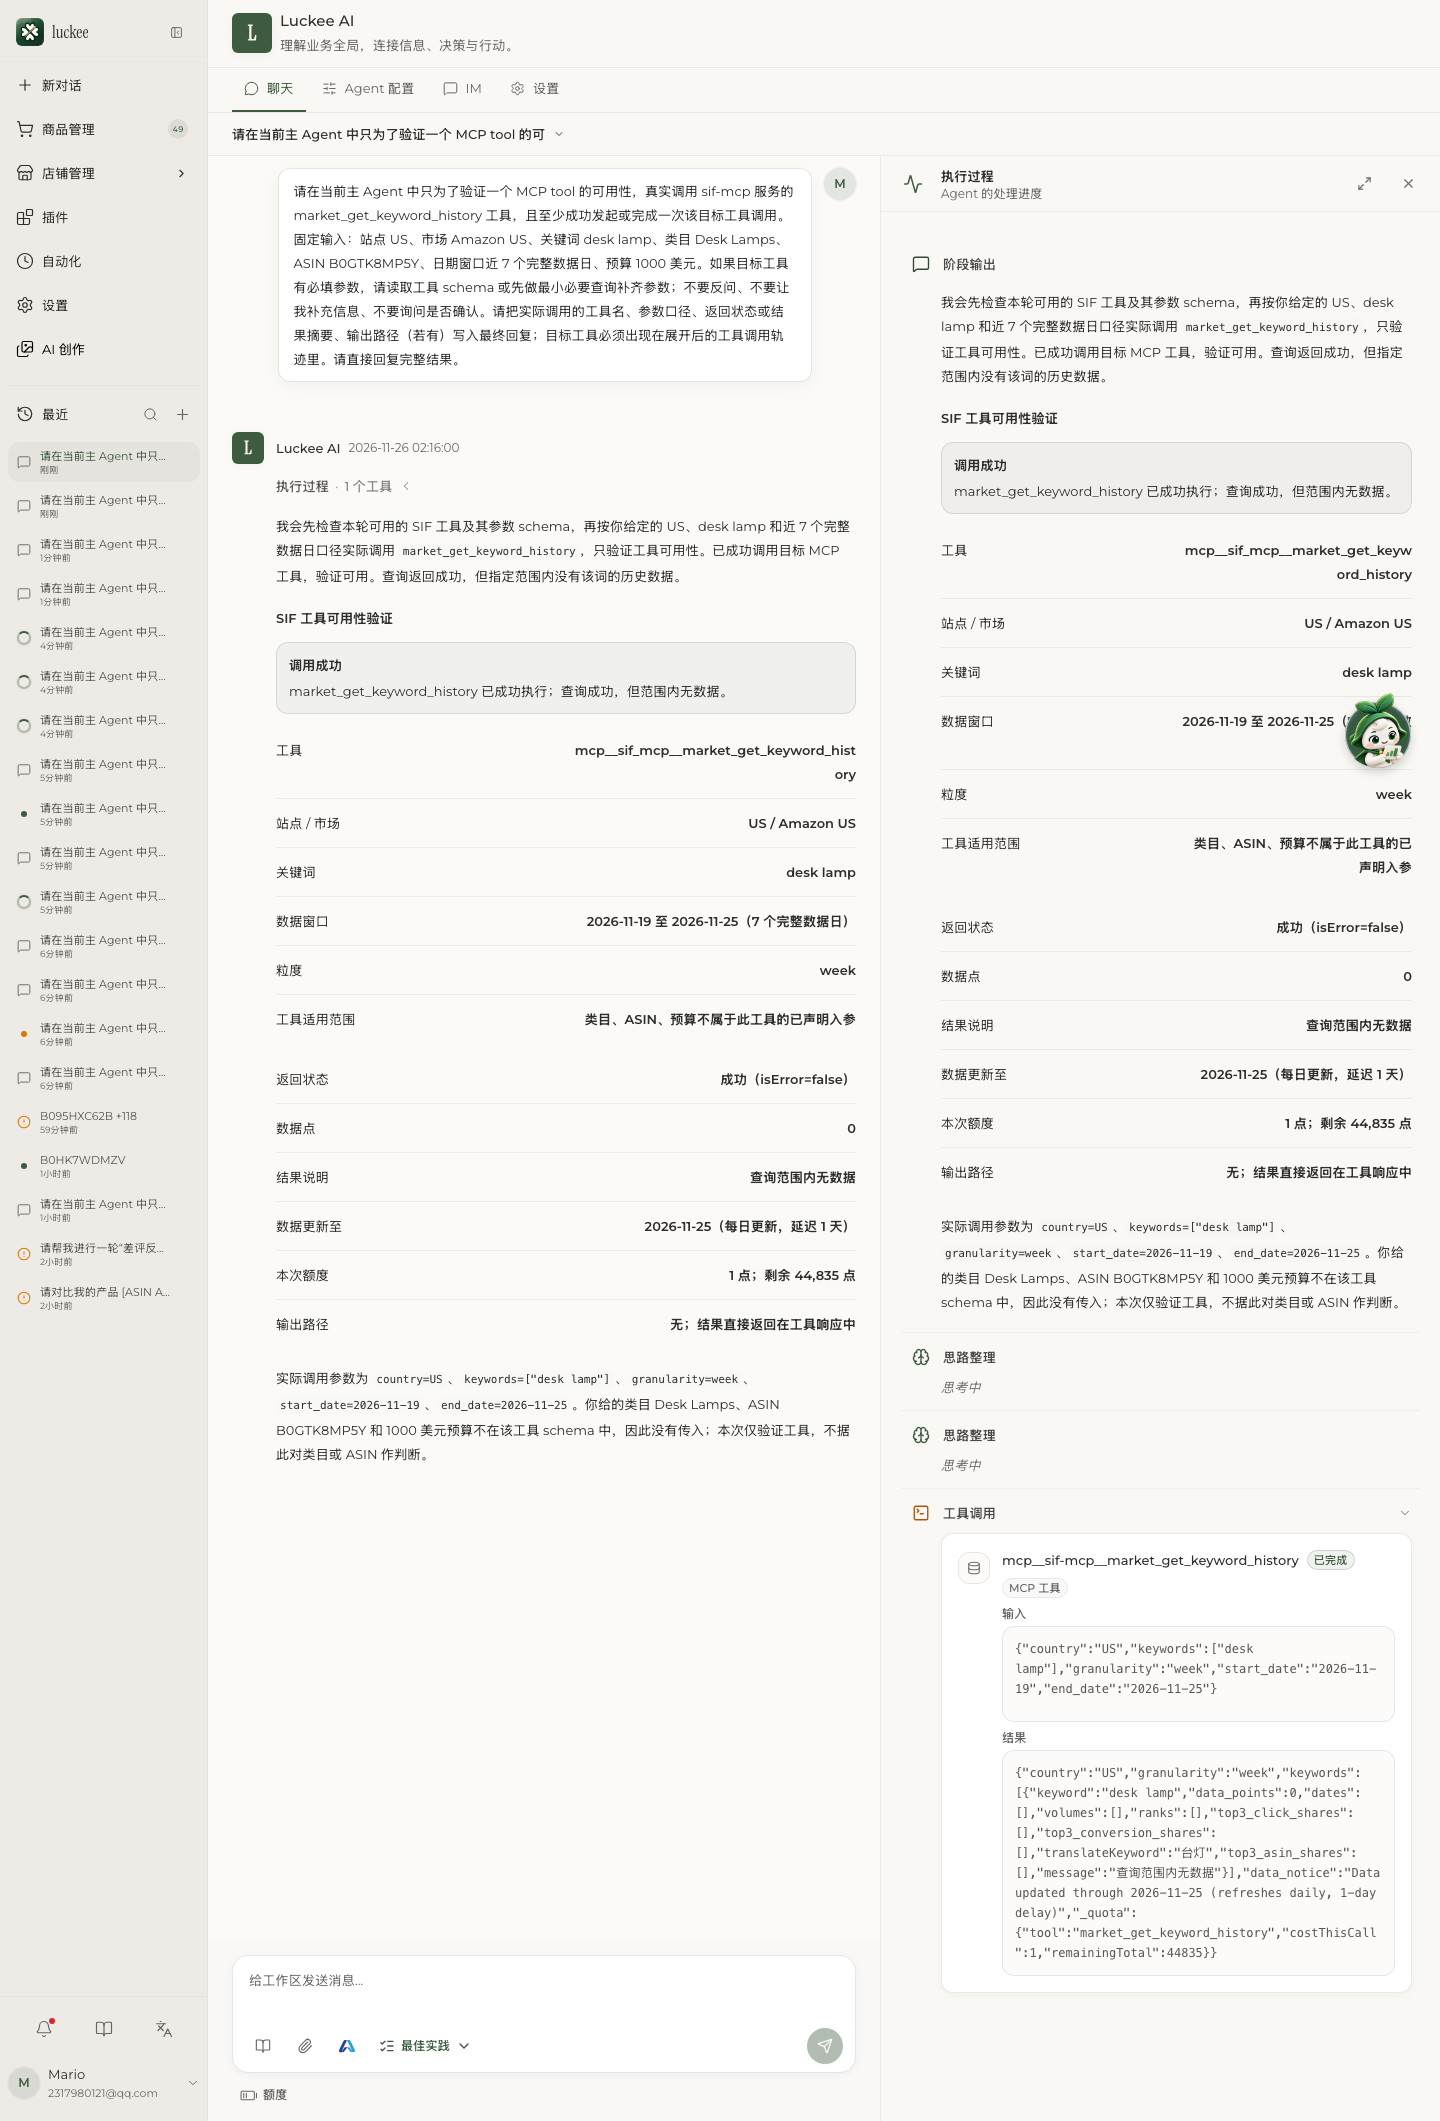 luckee
新对话
商品管理
49
店铺管理
插件
自动化
设置
AI 创作
最近
请在当前主 Agent 中只...
刚刚
请在当前主 Agent 中只...
刚刚
请在当前主 Agent 中只...
1分钟前
请在当前主 Agent 中只...
1分钟前
请在当前主 Agent 中只...
4分钟前
请在当前主 Agent 中只...
4分钟前
请在当前主 Agent 中只...
4分钟前
请在当前主 Agent 中只...
5分钟前
请在当前主 Agent 中只...
5分钟前
请在当前主 Agent 中只...
5分钟前
请在当前主 Agent 中只...
5分钟前
请在当前主 Agent 中只...
6分钟前
请在当前主 Agent 中只...
6分钟前
请在当前主 Agent 中只...
6分钟前
请在当前主 Agent 中只...
6分钟前
B095HXC62B +118
59分钟前
B0HK7WDMZV
1小时前
请在当前主 Agent 中只...
1小时前
请帮我进行一轮“差评反...
2小时前
请对比我的产品 [ASIN A...
2小时前
M
Mario
2317980121@qq.com
L
Luckee AI
理解业务全局，连接信息、决策与行动。
聊天
Agent 配置
IM
设置
请在当前主 Agent 中只为了验证一个 MCP tool 的可
请在当前主 Agent 中只为了验证一个 MCP tool 的可用性，真实调用 sif-mcp 服务的
market_get_keyword_history 工具，且至少成功发起或完成一次该目标工具调用。
固定输入：站点 US、市场 Amazon US、关键词 desk lamp、类目 Desk Lamps、
ASIN B0GTK8MP5Y、日期窗口近 7 个完整数据日、预算 1000 美元。如果目标工具
有必填参数，请读取工具 schema 或先做最小必要查询补齐参数；不要反问、不要让
我补充信息、不要询问是否确认。请把实际调用的工具名、参数口径、返回状态或结
果摘要、输出路径（若有）写入最终回复；目标工具必须出现在展开后的工具调用轨
迹里。请直接回复完整结果。
M
L
Luckee AI 2026-11-26 02:16:00
执行过程 · 1 个工具
我会先检查本轮可用的 SIF 工具及其参数 schema，再按你给定的 US、desk lamp 和近 7 个完整
数据日口径实际调用 market_get_keyword_history ，只验证工具可用性。已成功调用目标 MCP
工具，验证可用。查询返回成功，但指定范围内没有该词的历史数据。
SIF 工具可用性验证
调用成功
market_get_keyword_history 已成功执行；查询成功，但范围内无数据。
工具
mcp__sif_mcp__market_get_keyword_hist
ory
站点 / 市场
US / Amazon US
关键词
desk lamp
数据窗口
2026-11-19 至 2026-11-25（7 个完整数据日）
粒度
week
工具适用范围
类目、ASIN、预算不属于此工具的已声明入参
返回状态
成功（isError=false）
数据点
0
结果说明
查询范围内无数据
数据更新至
2026-11-25（每日更新，延迟 1 天）
本次额度
1 点；剩余 44,835 点
输出路径
无；结果直接返回在工具响应中
实际调用参数为 country=US 、 keywords=["desk lamp"] 、 granularity=week 、
start_date=2026-11-19 、 end_date=2026-11-25 。你给的类目 Desk Lamps、ASIN
B0GTK8MP5Y 和 1000 美元预算不在该工具 schema 中，因此没有传入；本次仅验证工具，不据
此对类目或 ASIN 作判断。
给工作区发送消息...
最佳实践
额度
执行过程
Agent 的处理进度
阶段输出
我会先检查本轮可用的 SIF 工具及其参数 schema，再按你给定的 US、desk
lamp 和近 7 个完整数据日口径实际调用 market_get_keyword_history ，只验
证工具可用性。已成功调用目标 MCP 工具，验证可用。查询返回成功，但指定
范围内没有该词的历史数据。
SIF 工具可用性验证
调用成功
market_get_keyword_history 已成功执行；查询成功，但范围内无数据。
工具
mcp__sif_mcp__market_get_keyw
ord_history
站点 / 市场
US / Amazon US
关键词
desk lamp
数据窗口
2026-11-19 至 2026-11-25（
粒度
week
工具适用范围
类目、ASIN、预算不属于此工具的已
声明入参
返回状态
成功（isError=false）
数据点
0
结果说明
查询范围内无数据
数据更新至
2026-11-25（每日更新，延迟 1 天）
本次额度
1 点；剩余 44,835 点
输出路径
无；结果直接返回在工具响应中
实际调用参数为 country=US 、 keywords=["desk lamp"] 、
granularity=week 、 start_date=2026-11-19 、 end_date=2026-11-25 。你给
的类目 Desk Lamps、ASIN B0GTK8MP5Y 和 1000 美元预算不在该工具
schema 中，因此没有传入；本次仅验证工具，不据此对类目或 ASIN 作判断。
思路整理
思考中
思路整理
思考中
工具调用
mcp__sif-mcp__market_get_keyword_history 已完成
MCP 工具
输入
{"country":"US","keywords":["desk
lamp"],"granularity":"week","start_date":"2026-11-
19","end_date":"2026-11-25"}
结果
{"country":"US","granularity":"week","keywords":
[{"keyword":"desk lamp","data_points":0,"dates":
[],"volumes":[],"ranks":[],"top3_click_shares":
[],"top3_conversion_shares":
[],"translateKeyword":"台灯","top3_asin_shares":
[],"message":"查询范围内无数据"}],"data_notice":"Data
updated through 2026-11-25 (refreshes daily, 1-day
delay)","_quota":
{"tool":"market_get_keyword_history","costThisCall
":1,"remainingTotal":44835}}